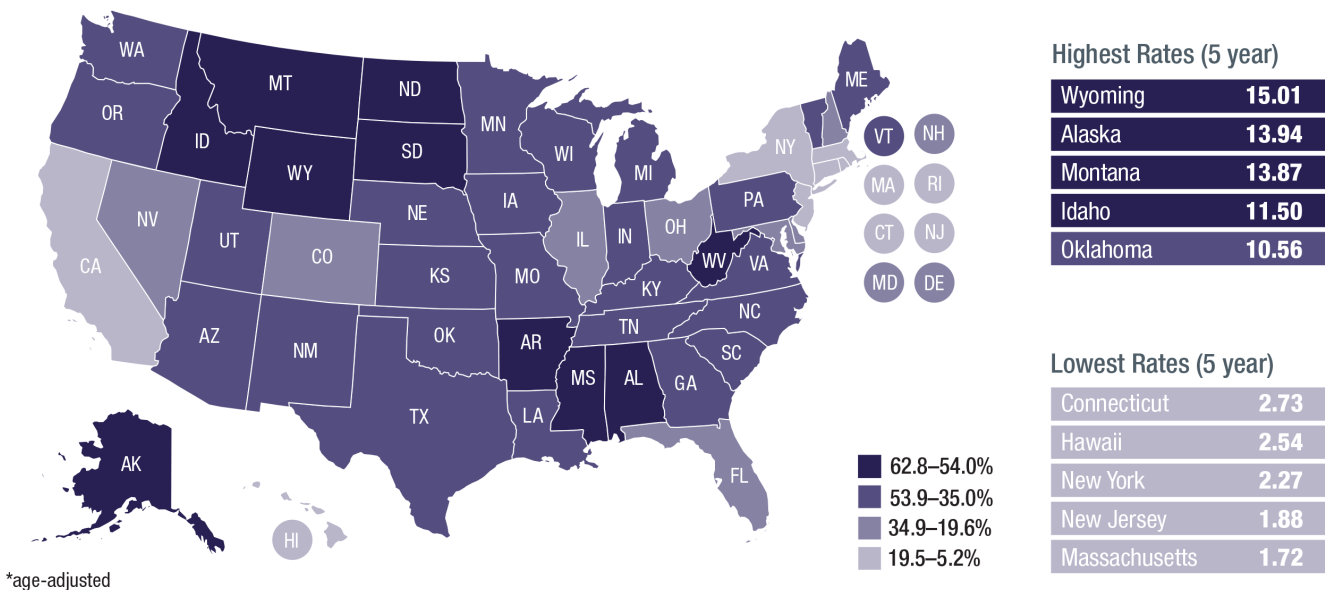 WA
MT
ND
MN
ME
OR
ID
SD
WI
MI
NY
VT
NH
WY
MA
RI
NE
IA
PA
NV
UT
CO
IL
IN
OH
CT
NJ
CA
KS
MO
WV
VA
KY
MD
DE
AZ
NM
OK
AR
TN
NC
SC
MS
AL
GA
TX
LA
FL
AK
HI
62.8–54.0%
53.9–35.0%
34.9–19.6%
19.5–5.2%
*age-adjusted
Highest Rates (5 year)
Wyoming 15.01
Alaska 13.94
Montana 13.87
Idaho 11.50
Oklahoma 10.56
Lowest Rates (5 year)
Connecticut 2.73
Hawaii 2.54
New York 2.27
New Jersey 1.88
Massachusetts 1.72